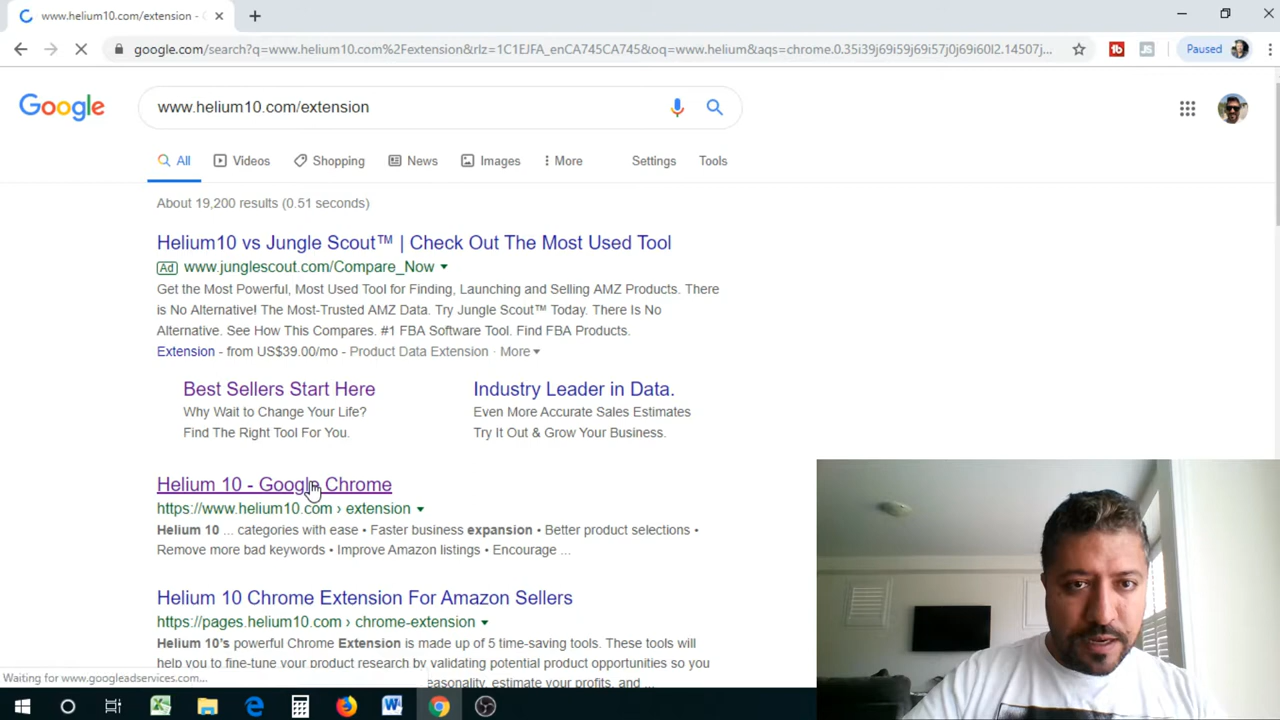 www.helium10.com/extension -
google.com/search?q=www.helium10.com%2Fextension&rlz=1C1EJFA_enCA745CA745&oq=www.helium&aqs=chrome.0.35i39j69i59j69i57j0j69i60l2.14507j...
Paused
Google
www.helium10.com/extension
All Videos Shopping News Images More Settings Tools
About 19,200 results (0.51 seconds)
Helium10 vs Jungle Scout™ | Check Out The Most Used Tool
Ad www.junglescout.com/Compare_Now
Get the Most Powerful, Most Used Tool for Finding, Launching and Selling AMZ Products. There
is No Alternative! The Most-Trusted AMZ Data. Try Jungle Scout™ Today. There Is No
Alternative. See How This Compares. #1 FBA Software Tool. Find FBA Products.
Extension - from US$39.00/mo - Product Data Extension · More
Best Sellers Start Here
Why Wait to Change Your Life?
Find The Right Tool For You.
Industry Leader in Data.
Even More Accurate Sales Estimates
Try It Out & Grow Your Business.
Helium 10 - Google Chrome
https://www.helium10.com › extension
Helium 10 ... categories with ease • Faster business expansion • Better product selections •
Remove more bad keywords • Improve Amazon listings • Encourage ...
Helium 10 Chrome Extension For Amazon Sellers
https://pages.helium10.com › chrome-extension
Helium 10's powerful Chrome Extension is made up of 5 time-saving tools. These tools will
help you to fine-tune your product research by validating potential product opportunities so you
easonality, estimate your profits, and ...
Waiting for www.googleadservices.com...